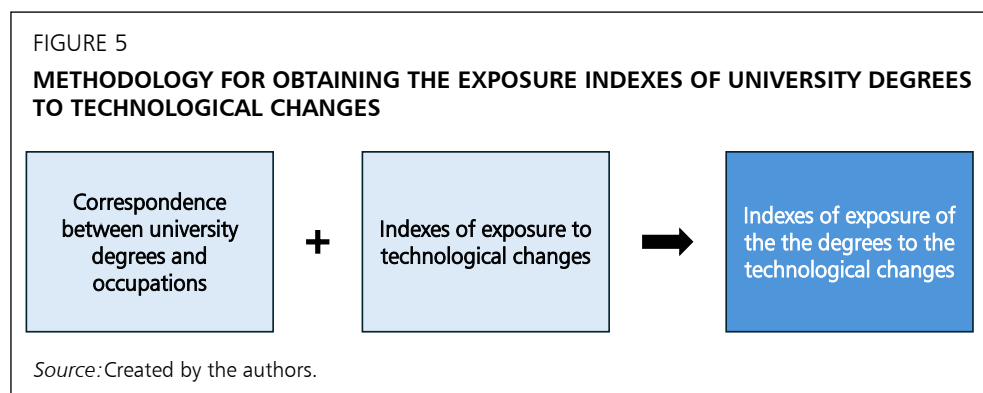 FIGURE 5
METHODOLOGY FOR OBTAINING THE EXPOSURE INDEXES OF UNIVERSITY DEGREES
TO TECHNOLOGICAL CHANGES
Correspondence
between university
degrees and
occupations
+
Indexes of exposure to
technological changes
Indexes of exposure of
the the degrees to the
technological changes
Source: Created by the authors.